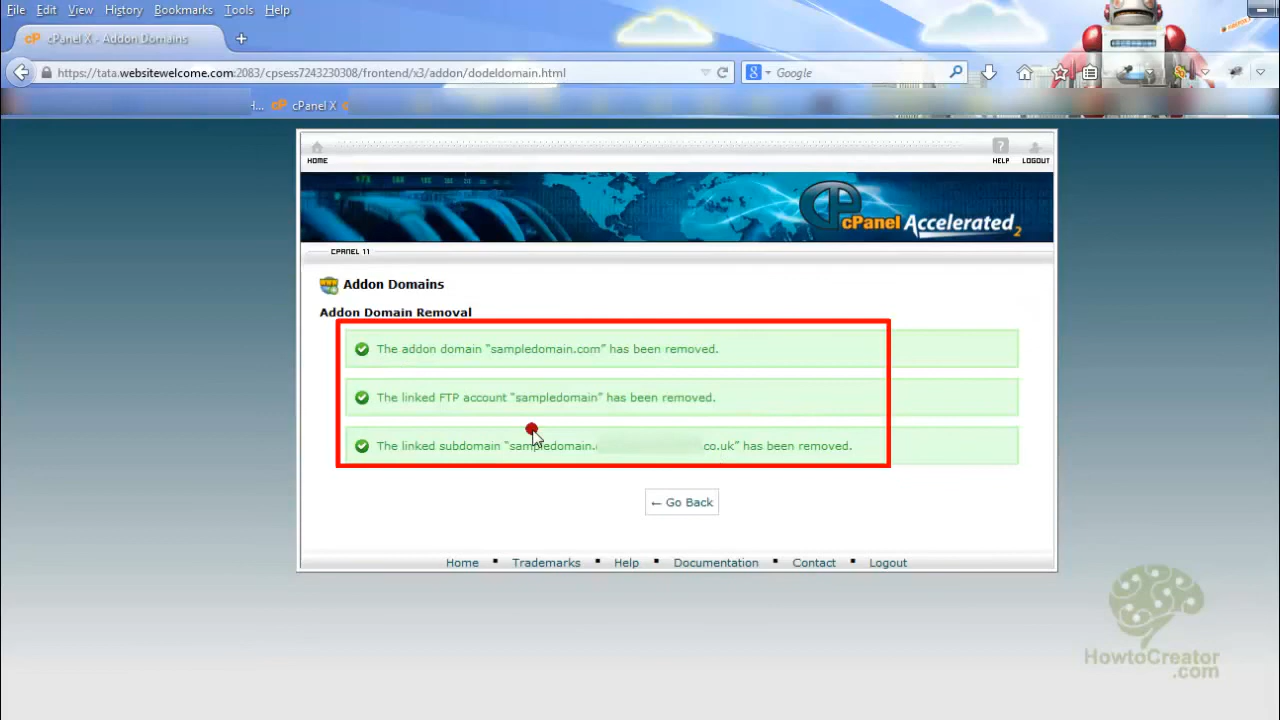 File Edit View History Bookmarks Tools Help
cPanel X - Addon Domains
https://tata.websitewelcome.com:2083/cpsess7243230308/frontend/x3/addon/dodeldomain.html
Google
H... cPanel X
HOME HELP LOGOUT
cPanel Accelerated2
CPANEL 11
Addon Domains
Addon Domain Removal
The addon domain "sampledomain.com" has been removed.
The linked FTP account "sampledomain" has been removed.
The linked subdomain "sampledomain. co.uk" has been removed.
← Go Back
Home Trademarks Help Documentation Contact Logout
HowtoCreator
.com